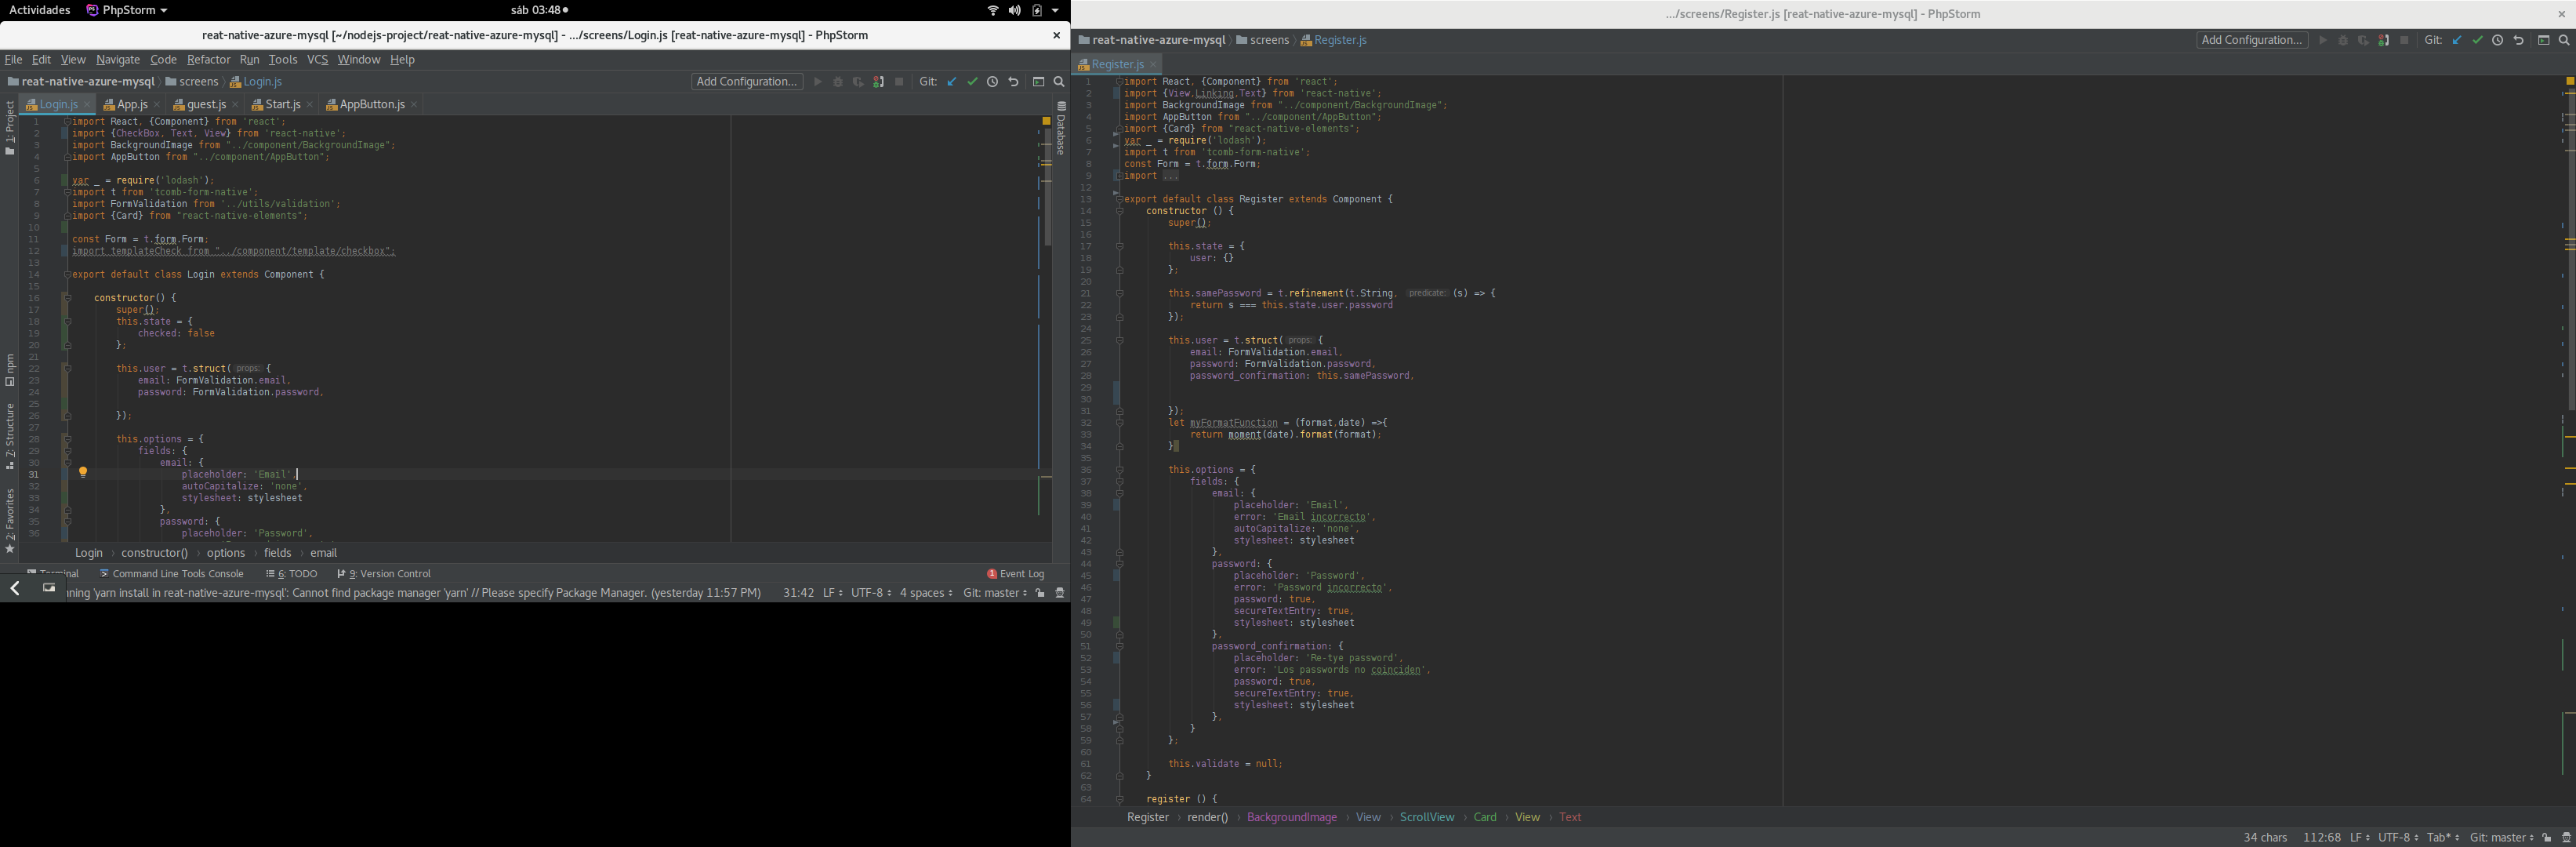 Actividades PhpStorm sáb 03:48
reat-native-azure-mysql [~/nodejs-project/reat-native-azure-mysql] - .../screens/Login.js [reat-native-azure-mysql] - PhpStorm
File Edit View Navigate Code Refactor Run Tools VCS Window Help
reat-native-azure-mysql screens Login.js Add Configuration... Git:
Login.js App.js guest.js Start.js AppButton.js
1: Project
npm
7: Structure
2: Favorites
Database
1 import React, {Component} from 'react';
2 import {CheckBox, Text, View} from 'react-native';
3 import BackgroundImage from "../component/BackgroundImage";
4 import AppButton from "../component/AppButton";
5
6 var _ = require('lodash');
7 import t from 'tcomb-form-native';
8 import FormValidation from '../utils/validation';
9 import {Card} from "react-native-elements";
10
11 const Form = t.form.Form;
12 import templateCheck from "../component/template/checkbox";
13
14 export default class Login extends Component {
15
16 constructor() {
17 super();
18 this.state = {
19 checked: false
20 };
21
22 this.user = t.struct( props: {
23 email: FormValidation.email,
24 password: FormValidation.password,
25
26 });
27
28 this.options = {
29 fields: {
30 email: {
31 placeholder: 'Email',
32 autoCapitalize: 'none',
33 stylesheet: stylesheet
34 },
35 password: {
36 placeholder: 'Password',
Login › constructor() › options › fields › email
Terminal Command Line Tools Console 6: TODO 9: Version Control 1 Event Log
nning 'yarn install in reat-native-azure-mysql': Cannot find package manager 'yarn' // Please specify Package Manager. (yesterday 11:57 PM) 31:42 LF UTF-8 4 spaces Git: master
.../screens/Register.js [reat-native-azure-mysql] - PhpStorm
reat-native-azure-mysql screens Register.js Add Configuration... Git:
Register.js
1 import React, {Component} from 'react';
2 import {View,Linking,Text} from 'react-native';
3 import BackgroundImage from "../component/BackgroundImage";
4 import AppButton from "../component/AppButton";
5 import {Card} from "react-native-elements";
6 var _ = require('lodash');
7 import t from 'tcomb-form-native';
8 const Form = t.form.Form;
9 import ...
12
13 export default class Register extends Component {
14 constructor () {
15 super();
16
17 this.state = {
18 user: {}
19 };
20
21 this.samePassword = t.refinement(t.String, predicate: (s) => {
22 return s === this.state.user.password
23 });
24
25 this.user = t.struct( props: {
26 email: FormValidation.email,
27 password: FormValidation.password,
28 password_confirmation: this.samePassword,
29
30
31 });
32 let myFormatFunction = (format,date) =>{
33 return moment(date).format(format);
34 }
35
36 this.options = {
37 fields: {
38 email: {
39 placeholder: 'Email',
40 error: 'Email incorrecto',
41 autoCapitalize: 'none',
42 stylesheet: stylesheet
43 },
44 password: {
45 placeholder: 'Password',
46 error: 'Password incorrecto',
47 password: true,
48 secureTextEntry: true,
49 stylesheet: stylesheet
50 },
51 password_confirmation: {
52 placeholder: 'Re-tye password',
53 error: 'Los passwords no coinciden',
54 password: true,
55 secureTextEntry: true,
56 stylesheet: stylesheet
57 },
58 }
59 };
60
61 this.validate = null;
62 }
63
64 register () {
Register › render() › BackgroundImage › View › ScrollView › Card › View › Text
34 chars 112:68 LF UTF-8 Tab* Git: master